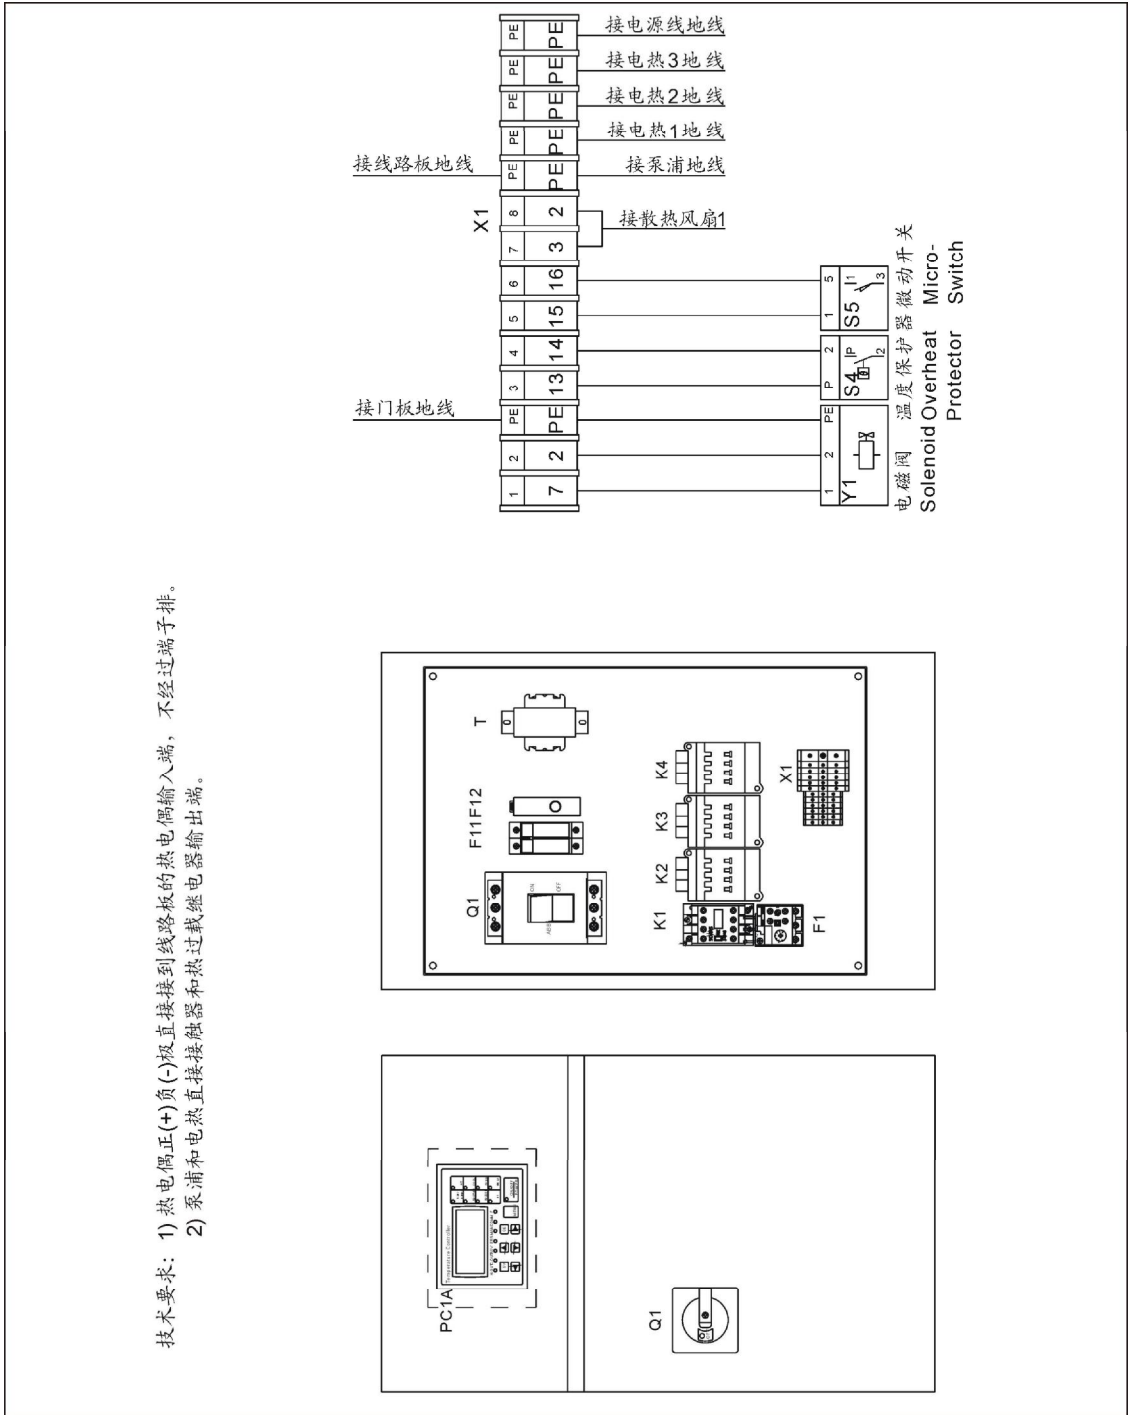 技术要求：1) 热电偶正(+)负(-)极直接接到线路板的热电偶输入端，不经过端子排。
2) 泵浦和电热直接接触器和热过载继电器输出端。
接电源线地线
接电热3地线
接电热2地线
接电热1地线
接线路板地线
接泵浦地线
接散热风扇1
接门板地线
X1
PE PE
PE PE
PE PE
PE PE
PE PE
8 2
7 3
6 16
5 15
4 14
3 13
PE PE
2 2
1 7
5 1
S5
1 3
2 P
S4
P 2
PE 2 1
Y1
电磁阀 温度保护器 微动开关
Solenoid Overheat Micro-
Protector Switch
T
F11F12
Q1
ON
OFF
ABB
K4
K3
K2
K1
F1
X1
PC1A
Temperature Controller
Q1